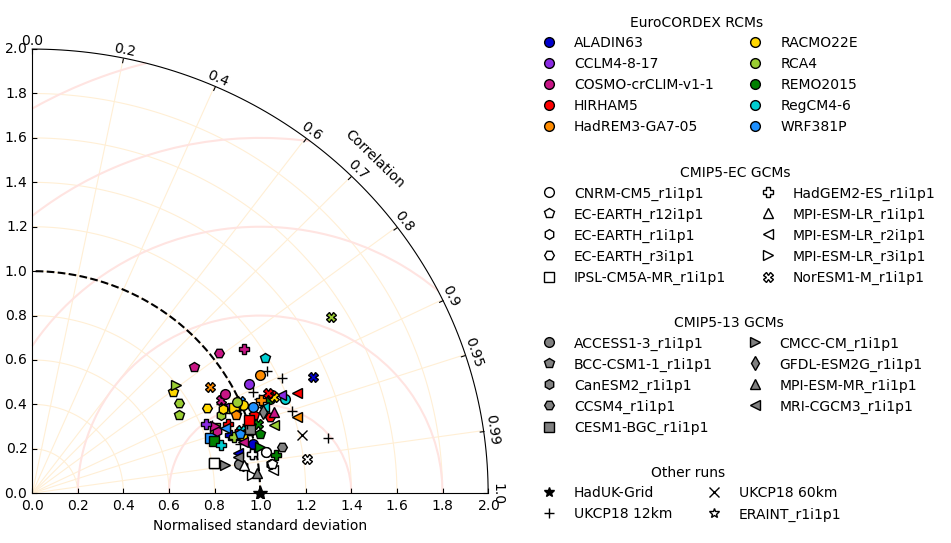 0.0
0.2
0.4
0.6
0.7
0.8
0.9
0.95
0.99
1.0
Correlation
2.0
1.8
1.6
1.4
1.2
1.0
0.8
0.6
0.4
0.2
0.0
0.0 0.2 0.4 0.6 0.8 1.0 1.2 1.4 1.6 1.8 2.0
Normalised standard deviation
EuroCORDEX RCMs
ALADIN63 RACMO22E
CCLM4-8-17 RCA4
COSMO-crCLIM-v1-1 REMO2015
HIRHAM5 RegCM4-6
HadREM3-GA7-05 WRF381P
CMIP5-EC GCMs
CNRM-CM5_r1i1p1 HadGEM2-ES_r1i1p1
EC-EARTH_r12i1p1 MPI-ESM-LR_r1i1p1
EC-EARTH_r1i1p1 MPI-ESM-LR_r2i1p1
EC-EARTH_r3i1p1 MPI-ESM-LR_r3i1p1
IPSL-CM5A-MR_r1i1p1 NorESM1-M_r1i1p1
CMIP5-13 GCMs
ACCESS1-3_r1i1p1 CMCC-CM_r1i1p1
BCC-CSM1-1_r1i1p1 GFDL-ESM2G_r1i1p1
CanESM2_r1i1p1 MPI-ESM-MR_r1i1p1
CCSM4_r1i1p1 MRI-CGCM3_r1i1p1
CESM1-BGC_r1i1p1
Other runs
HadUK-Grid UKCP18 60km
UKCP18 12km ERAINT_r1i1p1